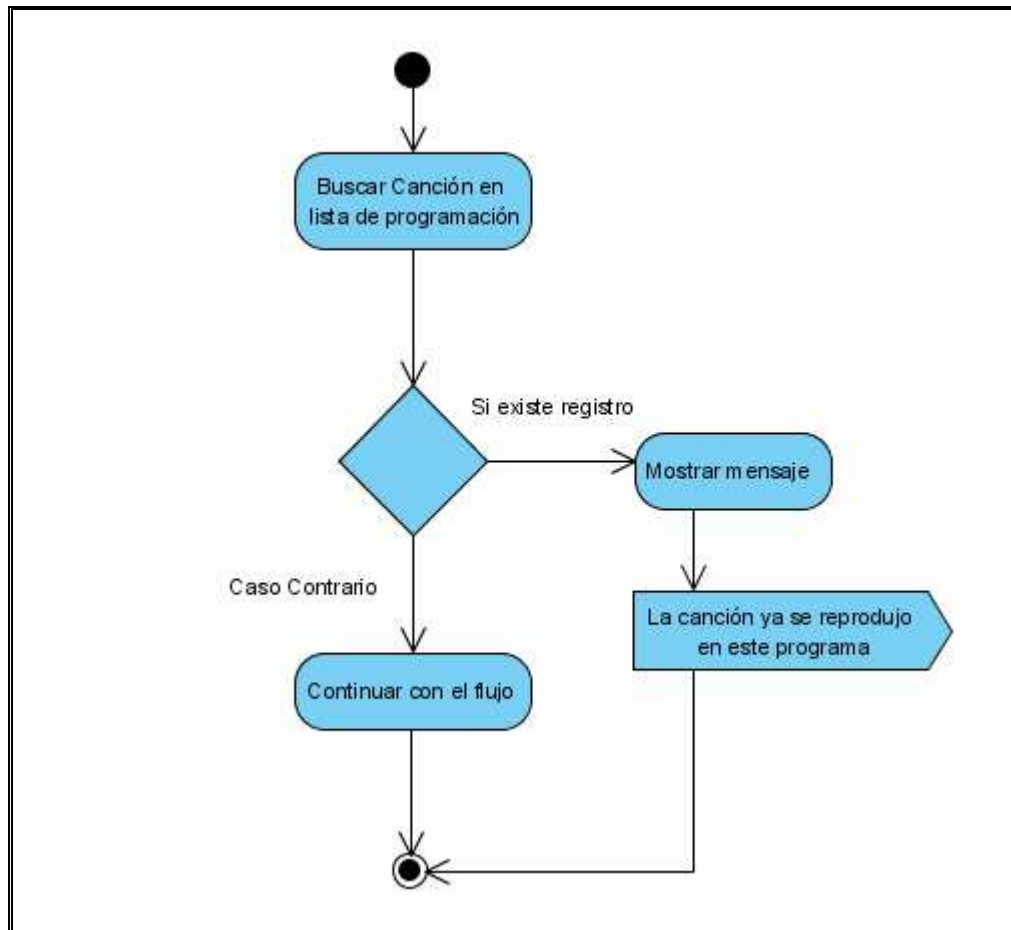 Buscar Canción en
lista de programación
Si existe registro
Mostrar mensaje
La canción ya se reprodujo
en este programa
Caso Contrario
Continuar con el flujo